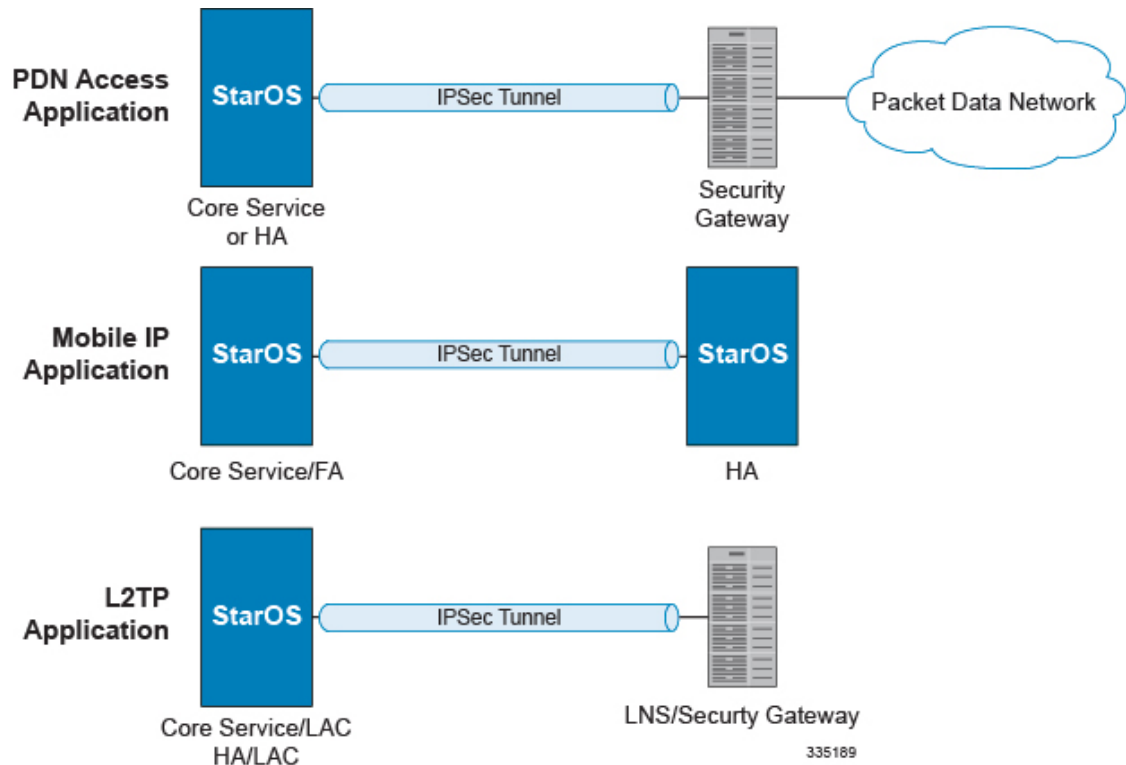 PDN Access
Application
StarOS
IPSec Tunnel
Packet Data Network
Core Service
or HA
Security
Gateway
Mobile IP
Application
StarOS
IPSec Tunnel
StarOS
Core Service/FA
HA
L2TP
Application
StarOS
IPSec Tunnel
Core Service/LAC
HA/LAC
LNS/Securty Gateway
335189